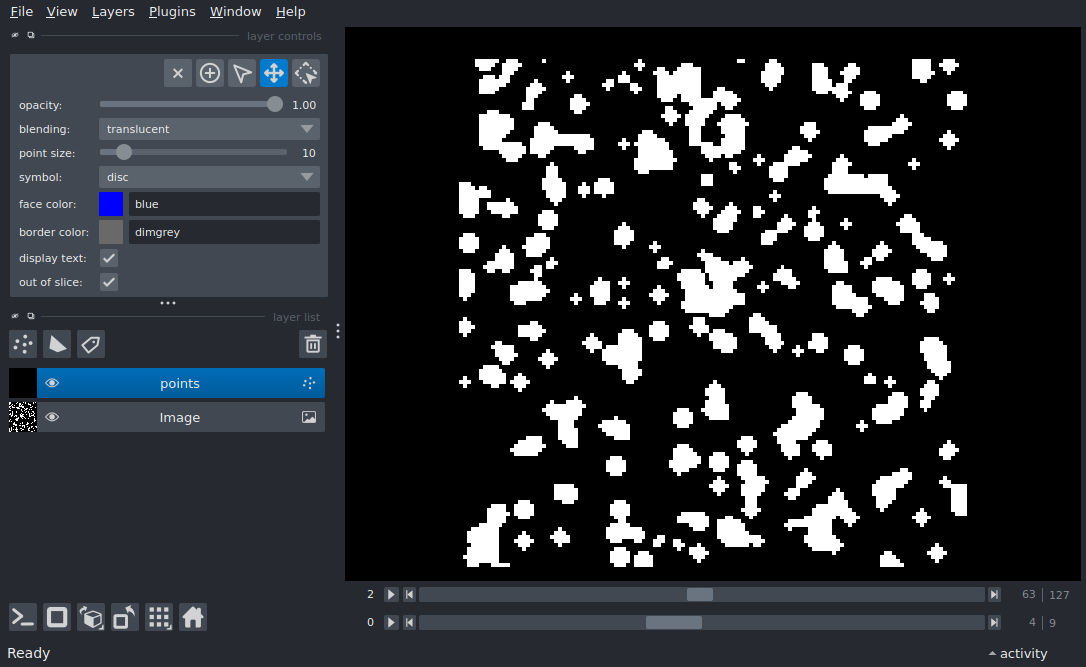 File View Layers Plugins Window Help
layer controls
opacity: 1.00
blending: translucent
point size: 10
symbol: disc
face color: blue
border color: dimgrey
display text:
out of slice:
layer list
points
Image
2 63 127
0 4 9
Ready activity